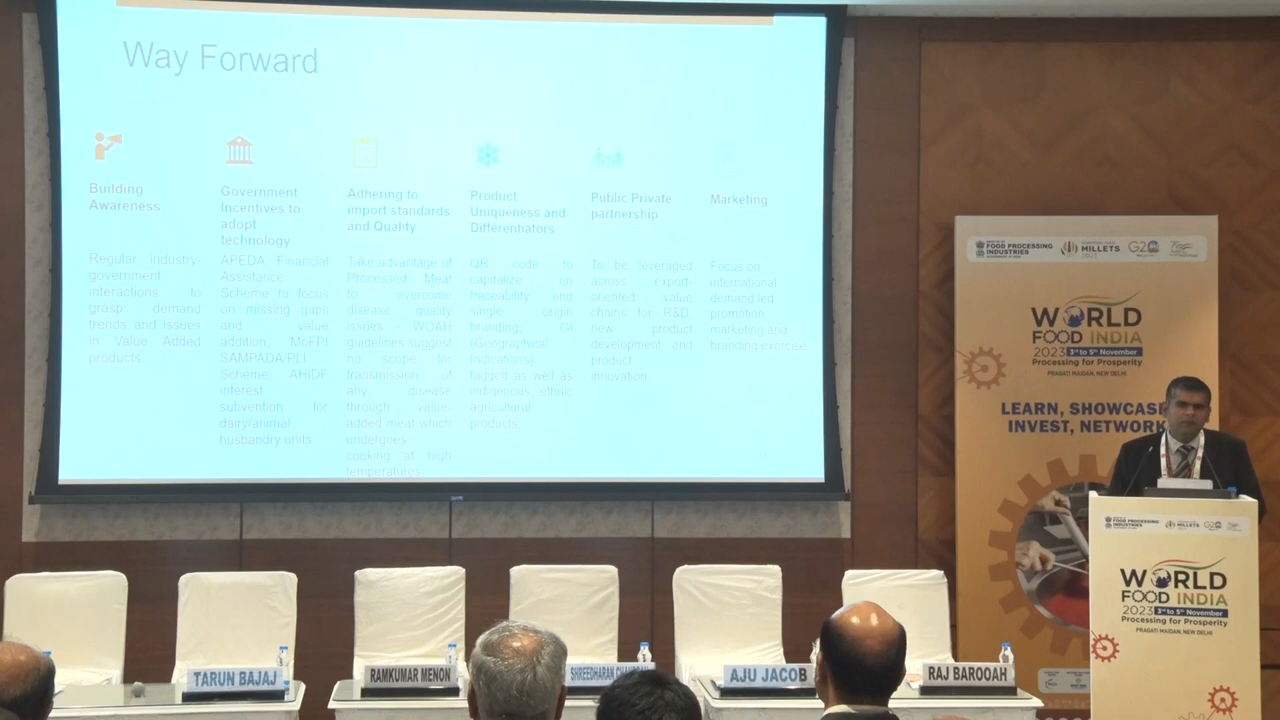 Way Forward
Building
Awareness
Regular industry-
government
interactions to
grasp demand
trends and issues
in Value Added
products.
Government
Incentives to
adopt
technology
APEDA Financial
Assistance
Scheme to focus
on missing gaps
and value
addition; MoFPI
SAMPADA/PLI
Scheme; AHIDF
interest
subvention for
dairy/animal
husbandry units.
Adhering to
import standards
and Quality
Take advantage of
Processed Meat
to overcome
disease quality
issues - WOAH
guidelines suggest
no scope for
transmission of
any disease
through value-
added meat which
undergoes
cooking at high
temperatures
Product
Uniqueness and
Differentiators
QR code to
capitalize on
traceability and
single origin
branding; GI
(Geographical
Indications)
tagged as well as
indigenous ethnic
agricultural
products.
Public Private
partnership
To be leveraged
across export-
oriented value
chains for R&D,
new product
development and
product
innovation.
Marketing
Focus on
international
demand led
promotion,
marketing and
branding exercise
MINISTRY OF
FOOD PROCESSING
INDUSTRIES
GOVERNMENT OF INDIA
MILLETS
2023
G20
WORLD
FOOD INDIA
2023 3rd to 5th November
Processing for Prosperity
PRAGATI MAIDAN, NEW DELHI
LEARN, SHOWCASE
INVEST, NETWORK
FOOD PROCESSING
INDUSTRIES
MILLETS
G20
WORLD
FOOD INDIA
2023 3rd to 5th November
Processing for Prosperity
PRAGATI MAIDAN, NEW DELHI
TARUN BAJAJ
RAMKUMAR MENON
SHREEDHARAN
AJU JACOB
RAJ BAROOAH